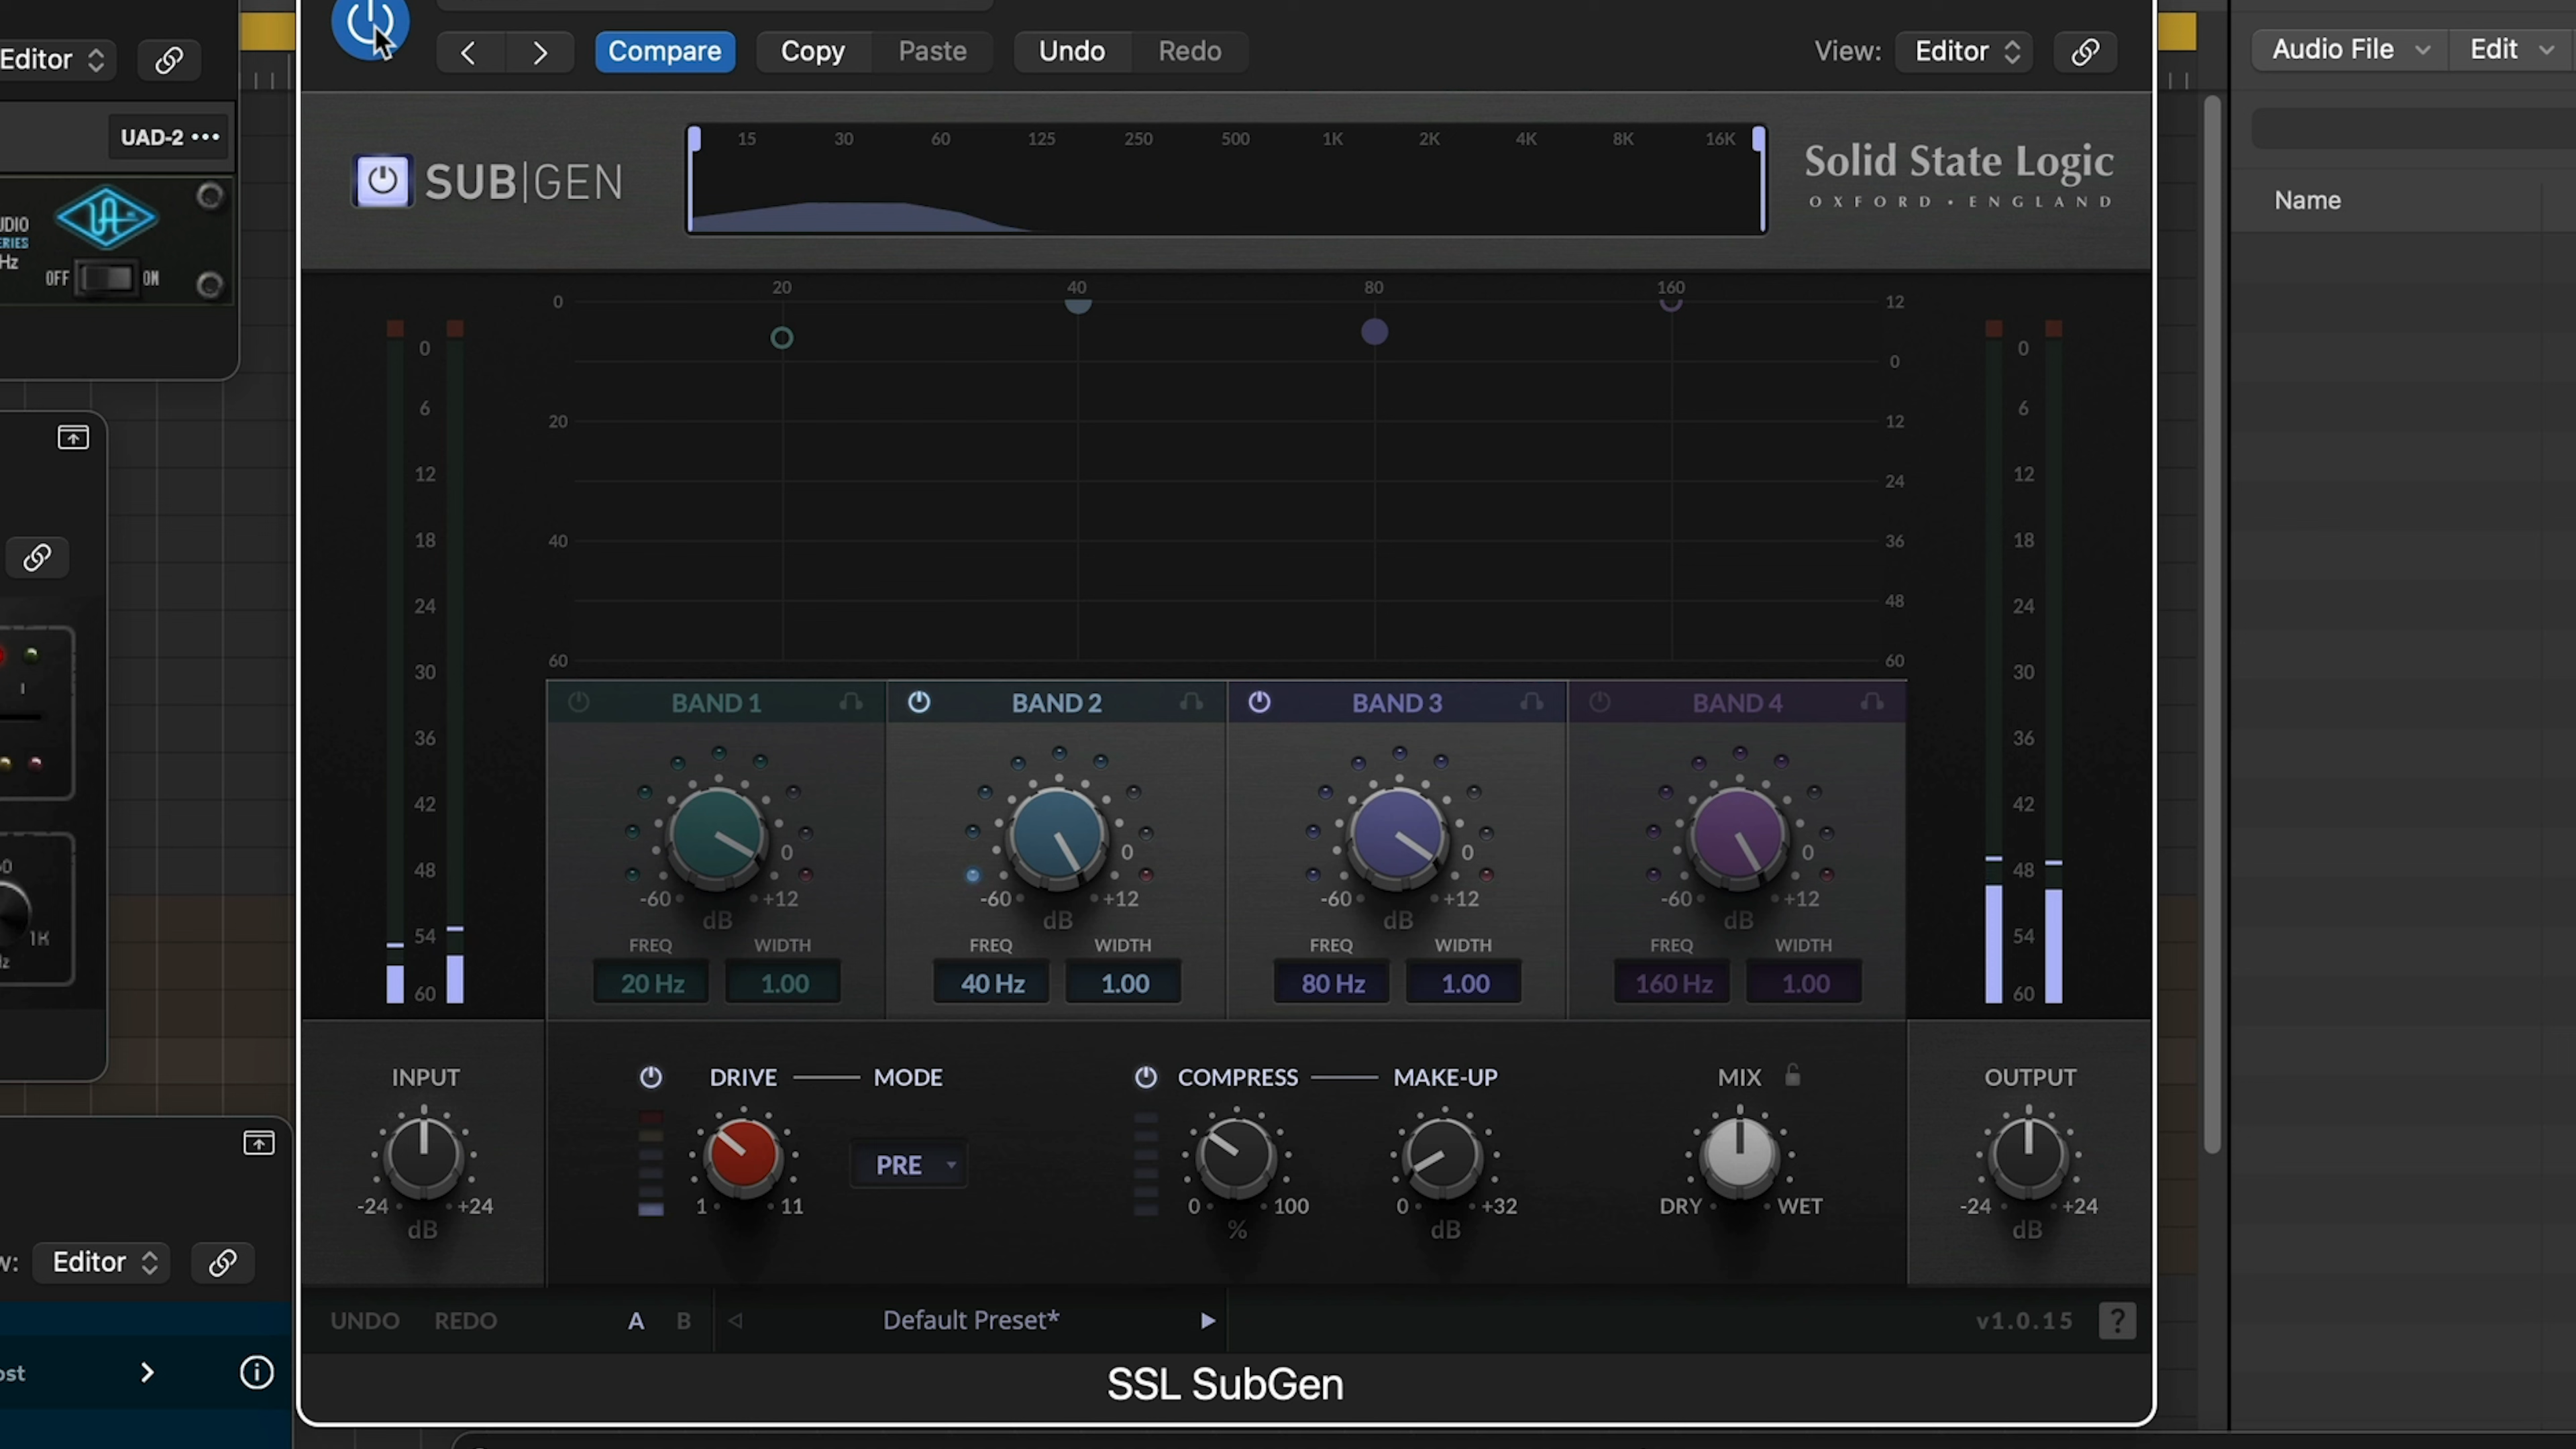 Editor
Compare Copy Paste Undo Redo View: Editor
Audio File Edit
UAD-2 •••
SUB|GEN
15 30 60 125 250 500 1K 2K 4K 8K 16K
Solid State Logic
OXFORD • ENGLAND
Name
UDIO
ERIES
Hz
OFF ON
20 40 80 160
0 12
0
20 12
24
40 36
48
60 60
0 6 12 18 24 30 36 42 48 54 60
0 6 12 18 24 30 36 42 48 54 60
BAND 1 BAND 2 BAND 3 BAND 4
0 0 0 0
-60 +12 -60 +12 -60 +12 -60 +12
dB dB dB dB
FREQ WIDTH FREQ WIDTH FREQ WIDTH FREQ WIDTH
20 Hz 1.00 40 Hz 1.00 80 Hz 1.00 160 Hz 1.00
1K
INPUT DRIVE MODE COMPRESS MAKE-UP MIX OUTPUT
PRE
-24 +24 1 11 0 100 0 +32 DRY WET -24 +24
dB % dB dB
w: Editor
UNDO REDO A B Default Preset* v1.0.15 ?
ost
SSL SubGen